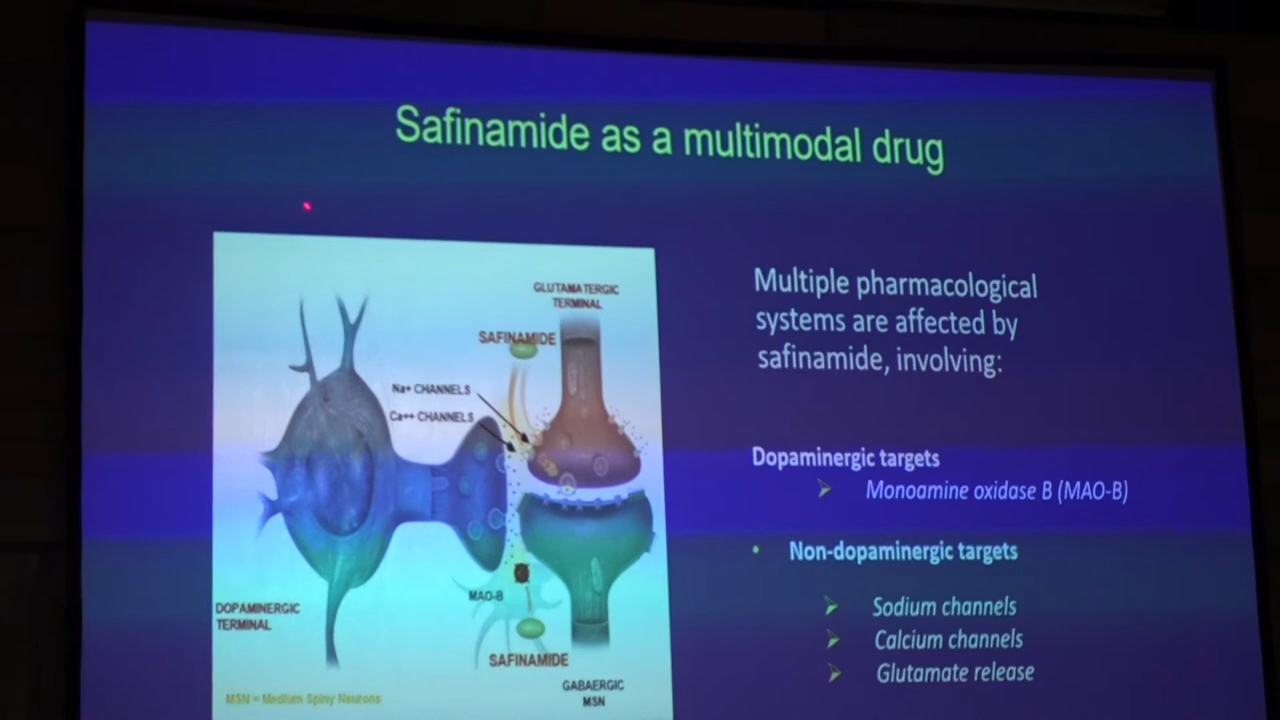 Safinamide as a multimodal drug
GLUTAMATERGIC
TERMINAL
SAFINAMIDE
Na+ CHANNELS
Ca++ CHANNELS
MAO-B
DOPAMINERGIC
TERMINAL
SAFINAMIDE
GABAERGIC
MSN
MSN = Medium Spiny Neurons
Multiple pharmacological
systems are affected by
safinamide, involving:
Dopaminergic targets
➢ Monoamine oxidase B (MAO-B)
• Non-dopaminergic targets
➢ Sodium channels
➢ Calcium channels
➢ Glutamate release